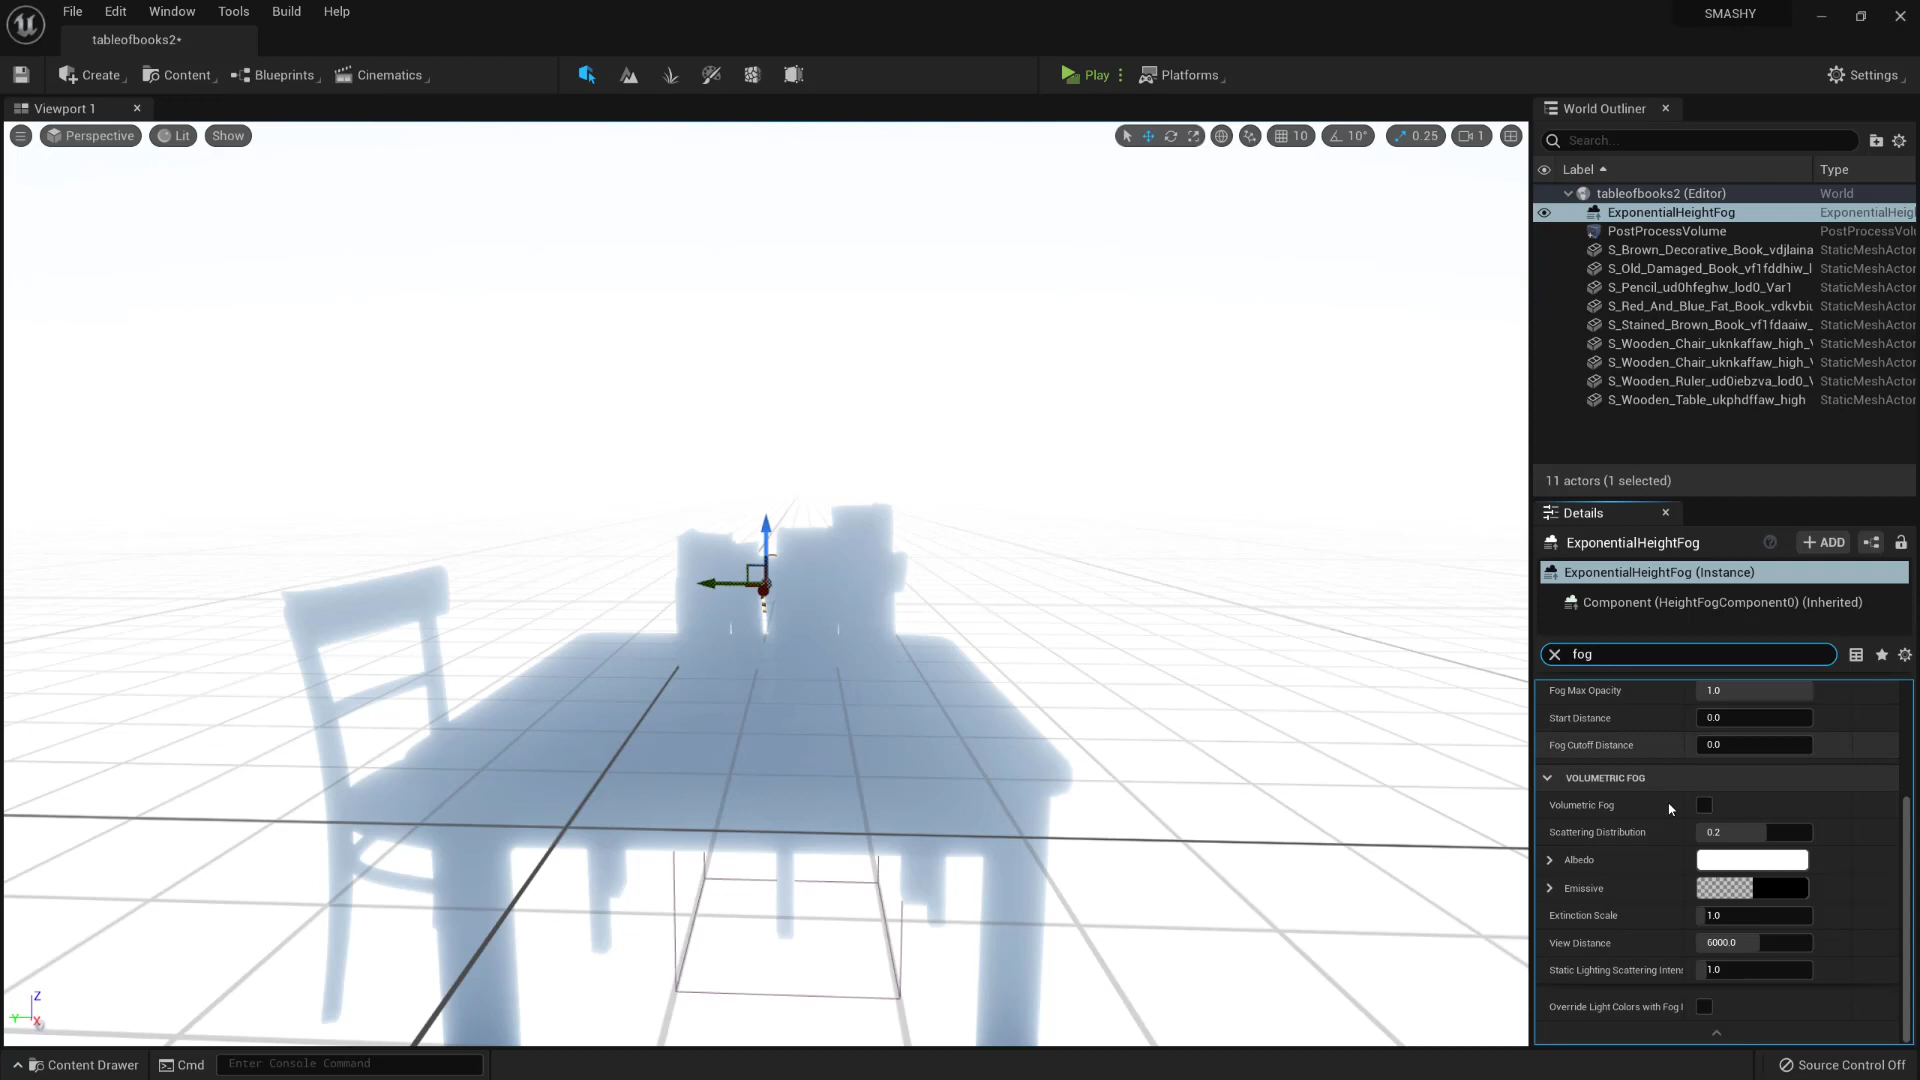 File Edit Window Tools Build Help
SMASHY
tableofbooks2•
Create Content Blueprints Cinematics Play Platforms Settings
Viewport 1
World Outliner
Perspective Lit Show 10 10° 0.25 1
Search...
Label Type
tableofbooks2 (Editor) World
ExponentialHeightFog ExponentialHeig
PostProcessVolume PostProcessVolu
S_Brown_Decorative_Book_vdjlaina StaticMeshActor
S_Old_Damaged_Book_vf1fddhiw_l StaticMeshActor
S_Pencil_ud0hfeghw_lod0_Var1 StaticMeshActor
S_Red_And_Blue_Fat_Book_vdkvbiu StaticMeshActor
S_Stained_Brown_Book_vf1fdaaiw_ StaticMeshActor
S_Wooden_Chair_uknkaffaw_high_V StaticMeshActor
S_Wooden_Chair_uknkaffaw_high_V StaticMeshActor
S_Wooden_Ruler_ud0iebzva_lod0_V StaticMeshActor
S_Wooden_Table_ukphdffaw_high StaticMeshActor
11 actors (1 selected)
Details
ExponentialHeightFog + ADD
ExponentialHeightFog (Instance)
Component (HeightFogComponent0) (Inherited)
fog
Fog Max Opacity 1.0
Start Distance 0.0
Fog Cutoff Distance 0.0
VOLUMETRIC FOG
Volumetric Fog
Scattering Distribution 0.2
Albedo
Emissive
Extinction Scale 1.0
View Distance 6000.0
Static Lighting Scattering Intens 1.0
Override Light Colors with Fog I
Z
Y X
Content Drawer Cmd Enter Console Command Source Control Off